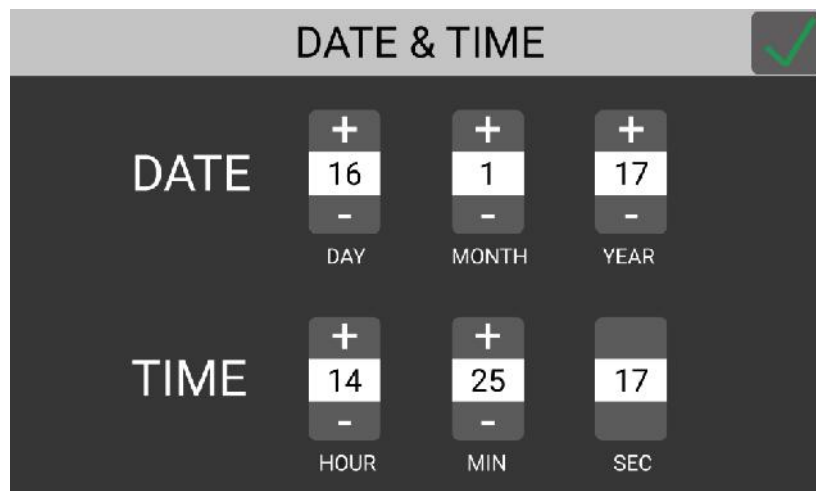 DATE & TIME
+ + +
DATE 16 1 17
- - -
DAY MONTH YEAR
+ +
TIME 14 25 17
- -
HOUR MIN SEC